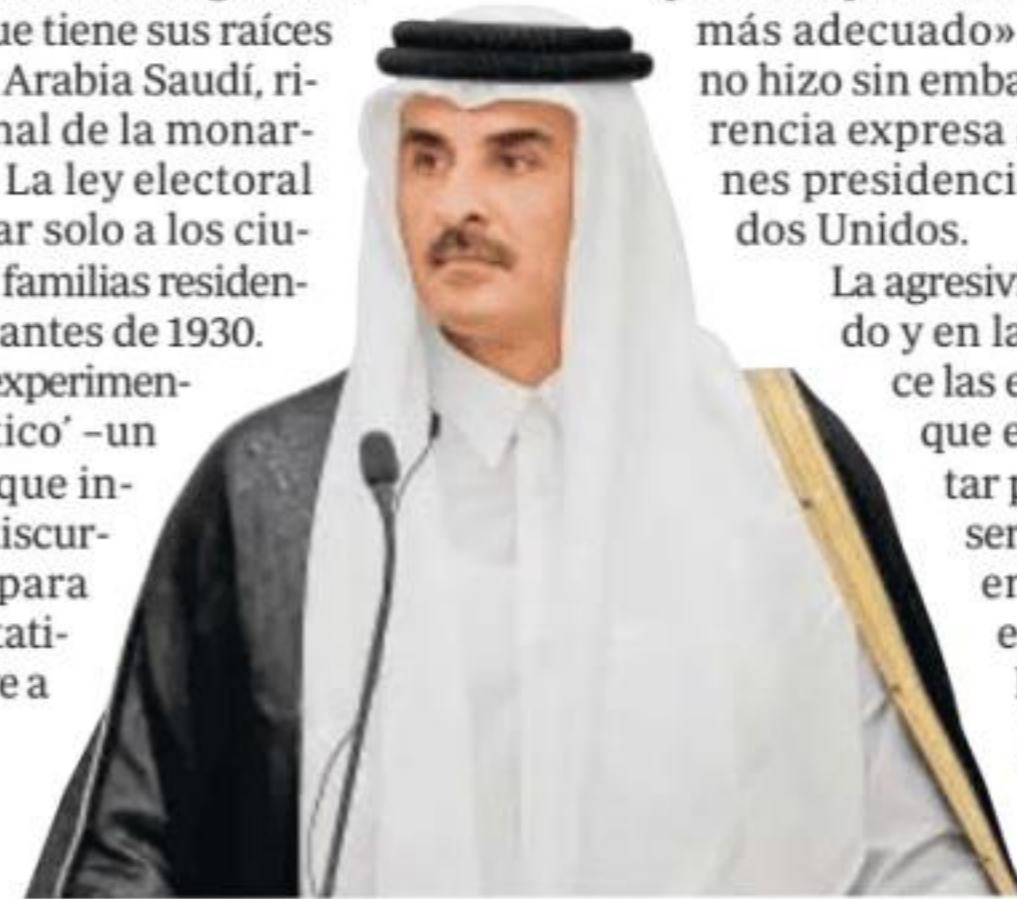 ue tiene sus raíces
Arabia Saudí, ri-
nal de la monar-
La ley electoral
ar solo a los ciu-
familias residen-
antes de 1930.
experimen-
tico’ –un
que in-
iscur-
para
tati-
e a
más adecuado»
no hizo sin emba
rencia expresa
nes presidenci
dos Unidos.
La agresiv
do y en la
ce las e
que e
tar p
ser
en
e